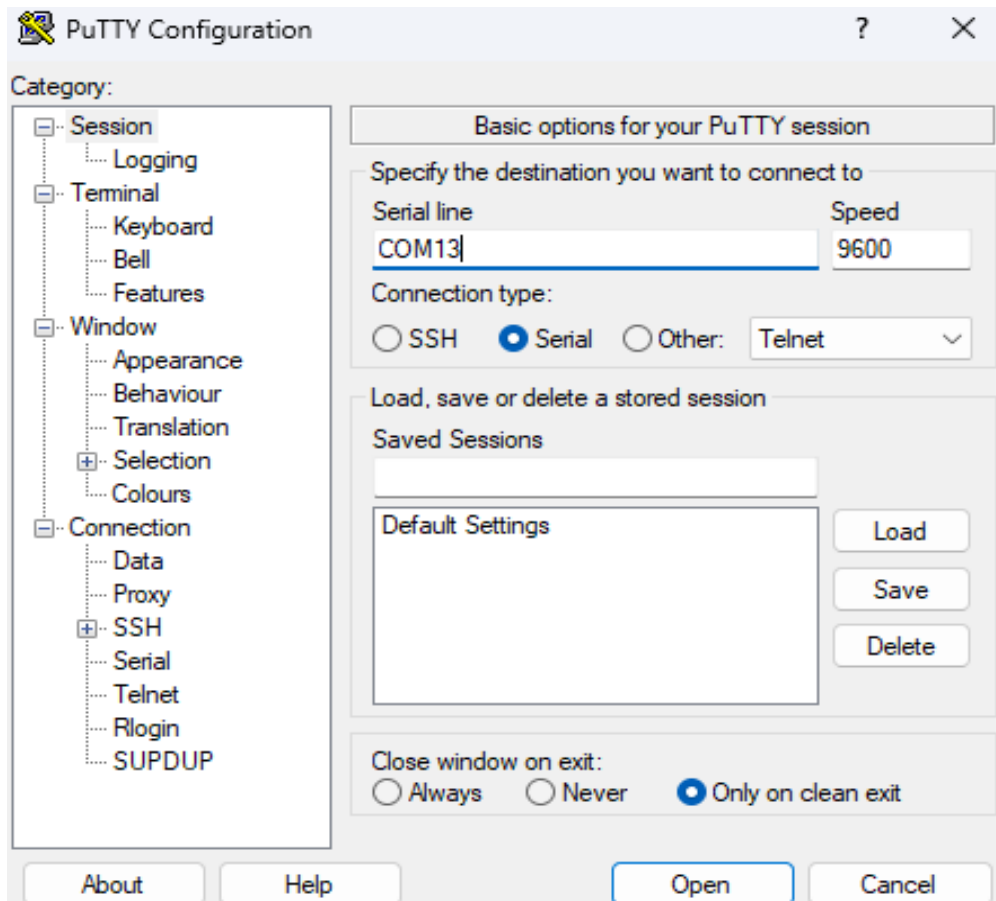 PuTTY Configuration ? ×
Category:
Session
Logging
Terminal
Keyboard
Bell
Features
Window
Appearance
Behaviour
Translation
Selection
Colours
Connection
Data
Proxy
SSH
Serial
Telnet
Rlogin
SUPDUP
Basic options for your PuTTY session
Specify the destination you want to connect to
Serial line Speed
COM13 9600
Connection type:
SSH Serial Other: Telnet
Load, save or delete a stored session
Saved Sessions
Default Settings
Load
Save
Delete
Close window on exit:
Always Never Only on clean exit
About Help Open Cancel